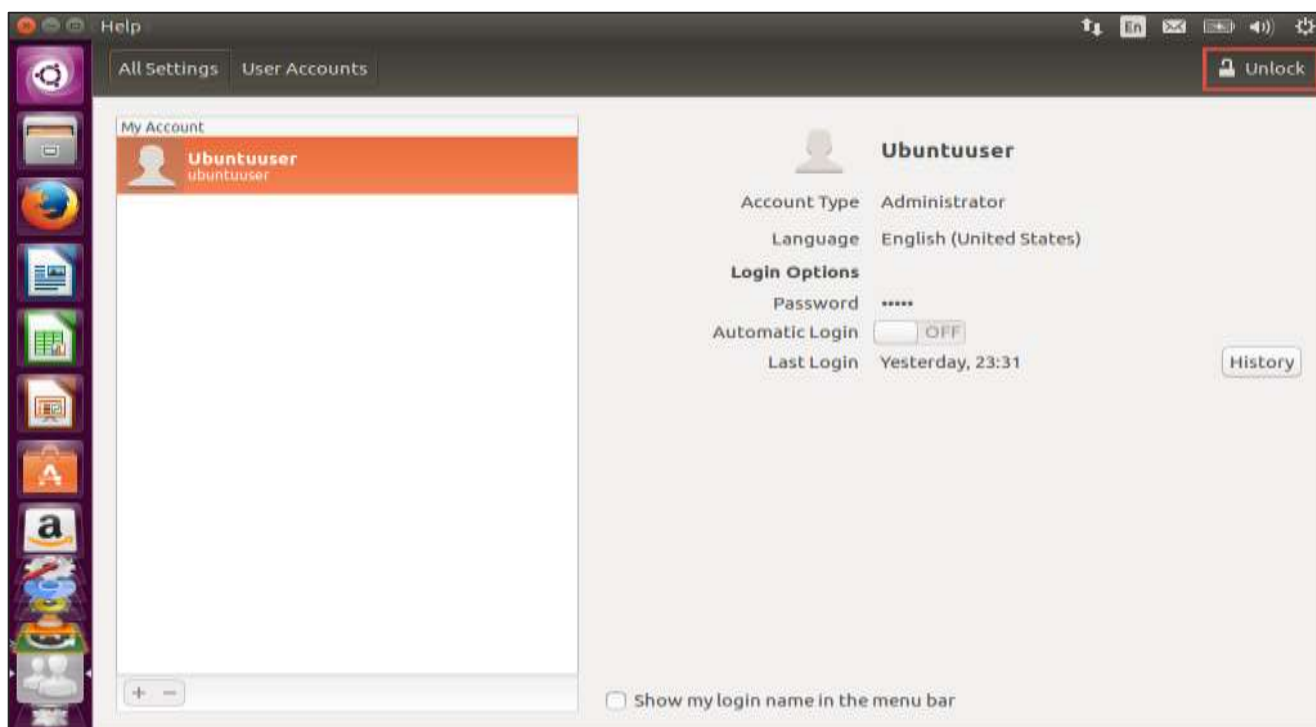 Help
En
All Settings User Accounts
Unlock
My Account
Ubuntuuser
ubuntuuser
Ubuntuuser
Account Type Administrator
Language English (United States)
Login Options
Password •••••
Automatic Login OFF
Last Login Yesterday, 23:31
History
+ −
Show my login name in the menu bar
a